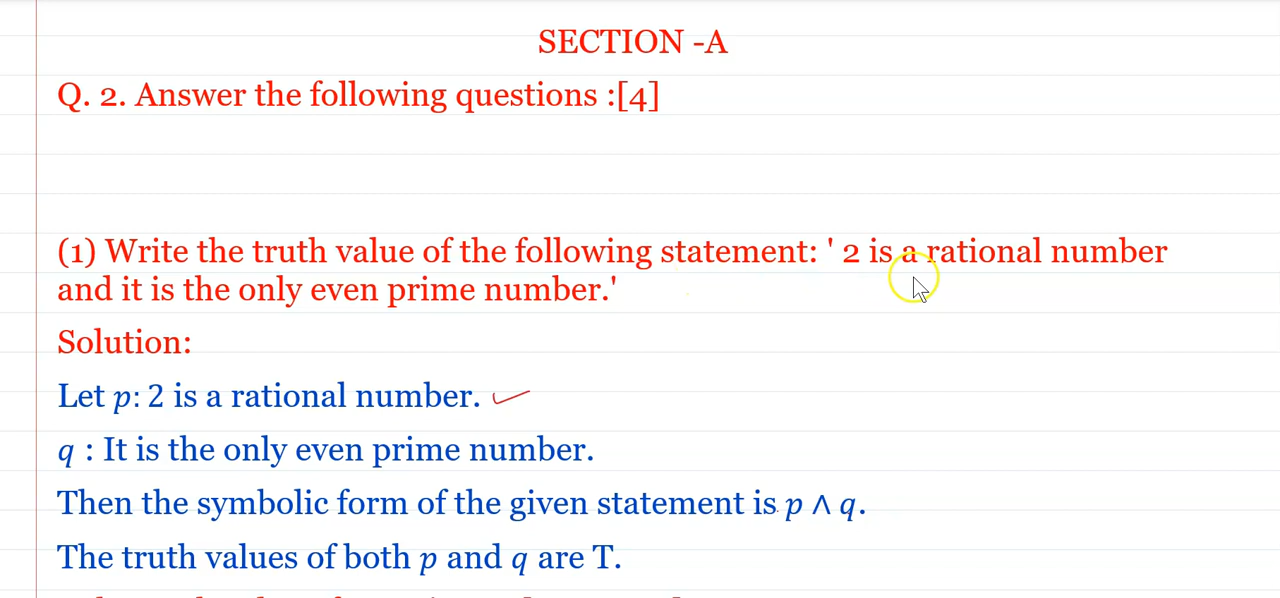 SECTION -A
Q. 2. Answer the following questions :[4]
(1) Write the truth value of the following statement: ' 2 is a rational number
and it is the only even prime number.'
Solution:
Let p: 2 is a rational number.
q : It is the only even prime number.
Then the symbolic form of the given statement is p ∧ q.
The truth values of both p and q are T.